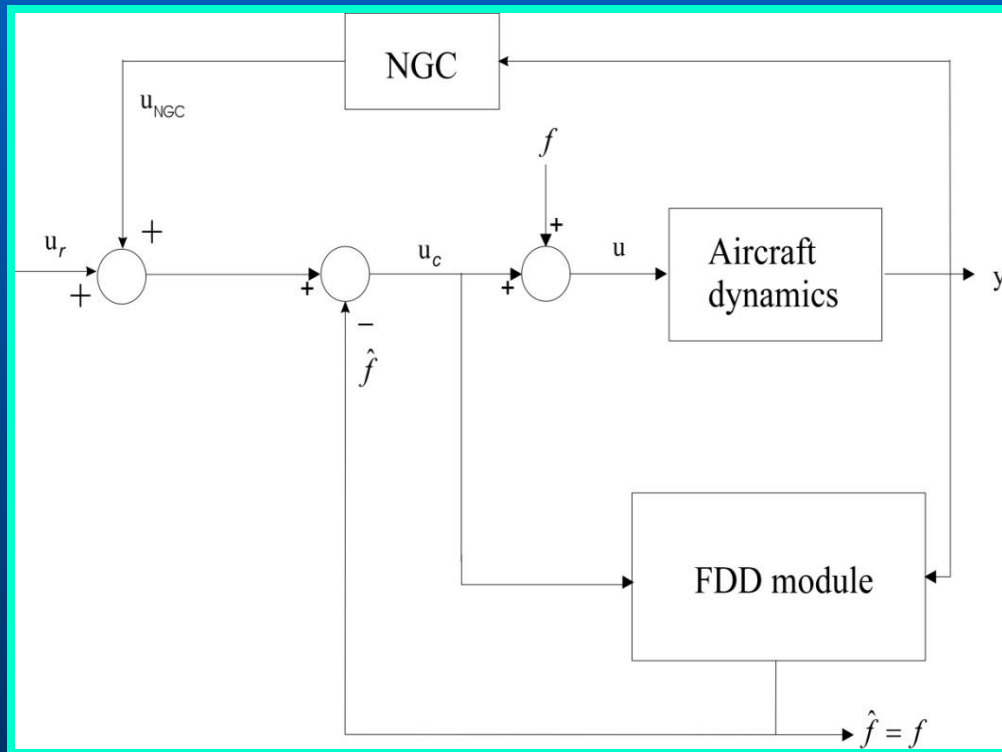 NGC
u_NGC
f
+
+
u_r
+
+
u_c
+
u
Aircraft
dynamics
y
−
f̂
FDD module
f̂ = f